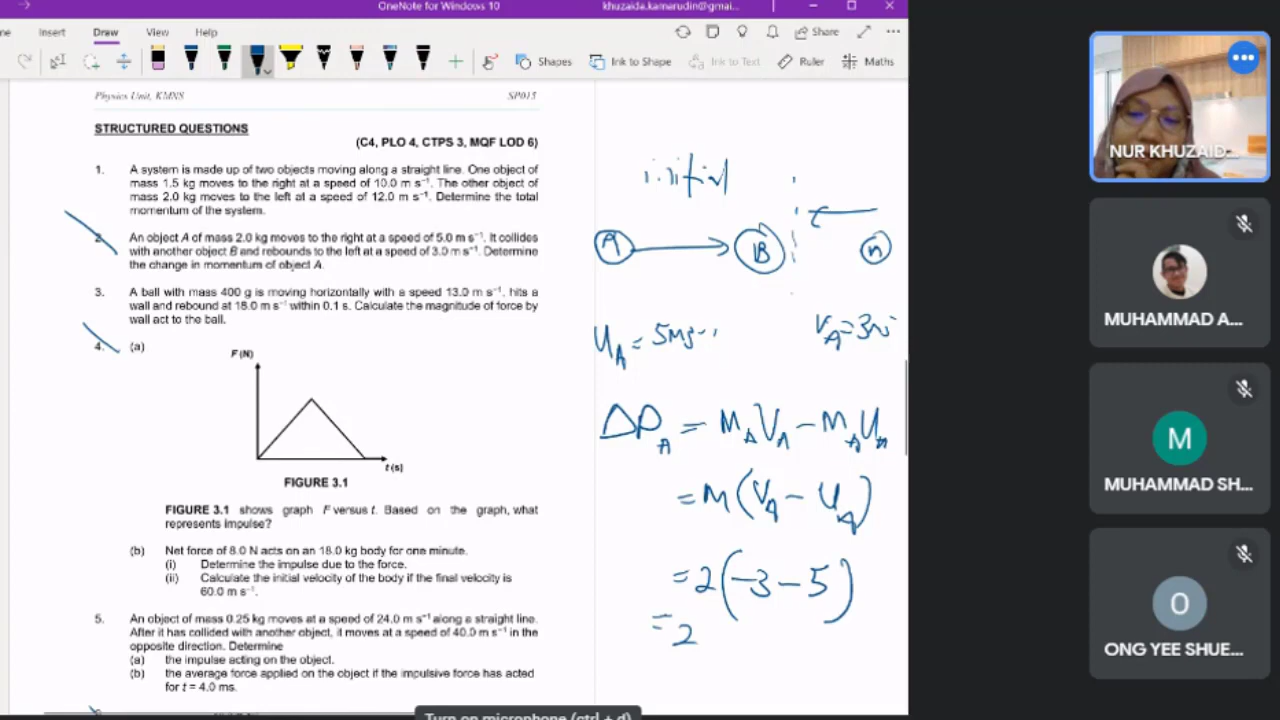 OneNote for Windows 10
khuzaida.kamarudin@gmai...
Insert
Draw
View
Help
Share
Shapes
Ink to Shape
Ink to Text
Ruler
Maths
Physics Unit, KMNS
SP015
STRUCTURED QUESTIONS
(C4, PLO 4, CTPS 3, MQF LOD 6)
1. A system is made up of two objects moving along a straight line. One object of
mass 1.5 kg moves to the right at a speed of 10.0 m s⁻¹. The other object of
mass 2.0 kg moves to the left at a speed of 12.0 m s⁻¹. Determine the total
momentum of the system.
2. An object A of mass 2.0 kg moves to the right at a speed of 5.0 m s⁻¹. It collides
with another object B and rebounds to the left at a speed of 3.0 m s⁻¹. Determine
the change in momentum of object A.
3. A ball with mass 400 g is moving horizontally with a speed 13.0 m s⁻¹, hits a
wall and rebound at 18.0 m s⁻¹ within 0.1 s. Calculate the magnitude of force by
wall act to the ball.
4. (a)
F (N)
t (s)
FIGURE 3.1
FIGURE 3.1 shows graph F versus t. Based on the graph, what
represents impulse?
(b) Net force of 8.0 N acts on an 18.0 kg body for one minute.
(i) Determine the impulse due to the force.
(ii) Calculate the initial velocity of the body if the final velocity is
60.0 m s⁻¹.
5. An object of mass 0.25 kg moves at a speed of 24.0 m s⁻¹ along a straight line.
After it has collided with another object, it moves at a speed of 40.0 m s⁻¹ in the
opposite direction. Determine
(a) the impulse acting on the object.
(b) the average force applied on the object if the impulsive force has acted
for t = 4.0 ms.
initial
A
B
U_A = 5ms⁻¹
V_A = 3
ΔP_A = M_A V_A − M_A U_A
= M(V_A − U_A)
= 2(−3 − 5)
= 2
Turn on microphone (ctrl + d)
NUR KHUZAID...
MUHAMMAD A...
M
MUHAMMAD SH...
O
ONG YEE SHUE...